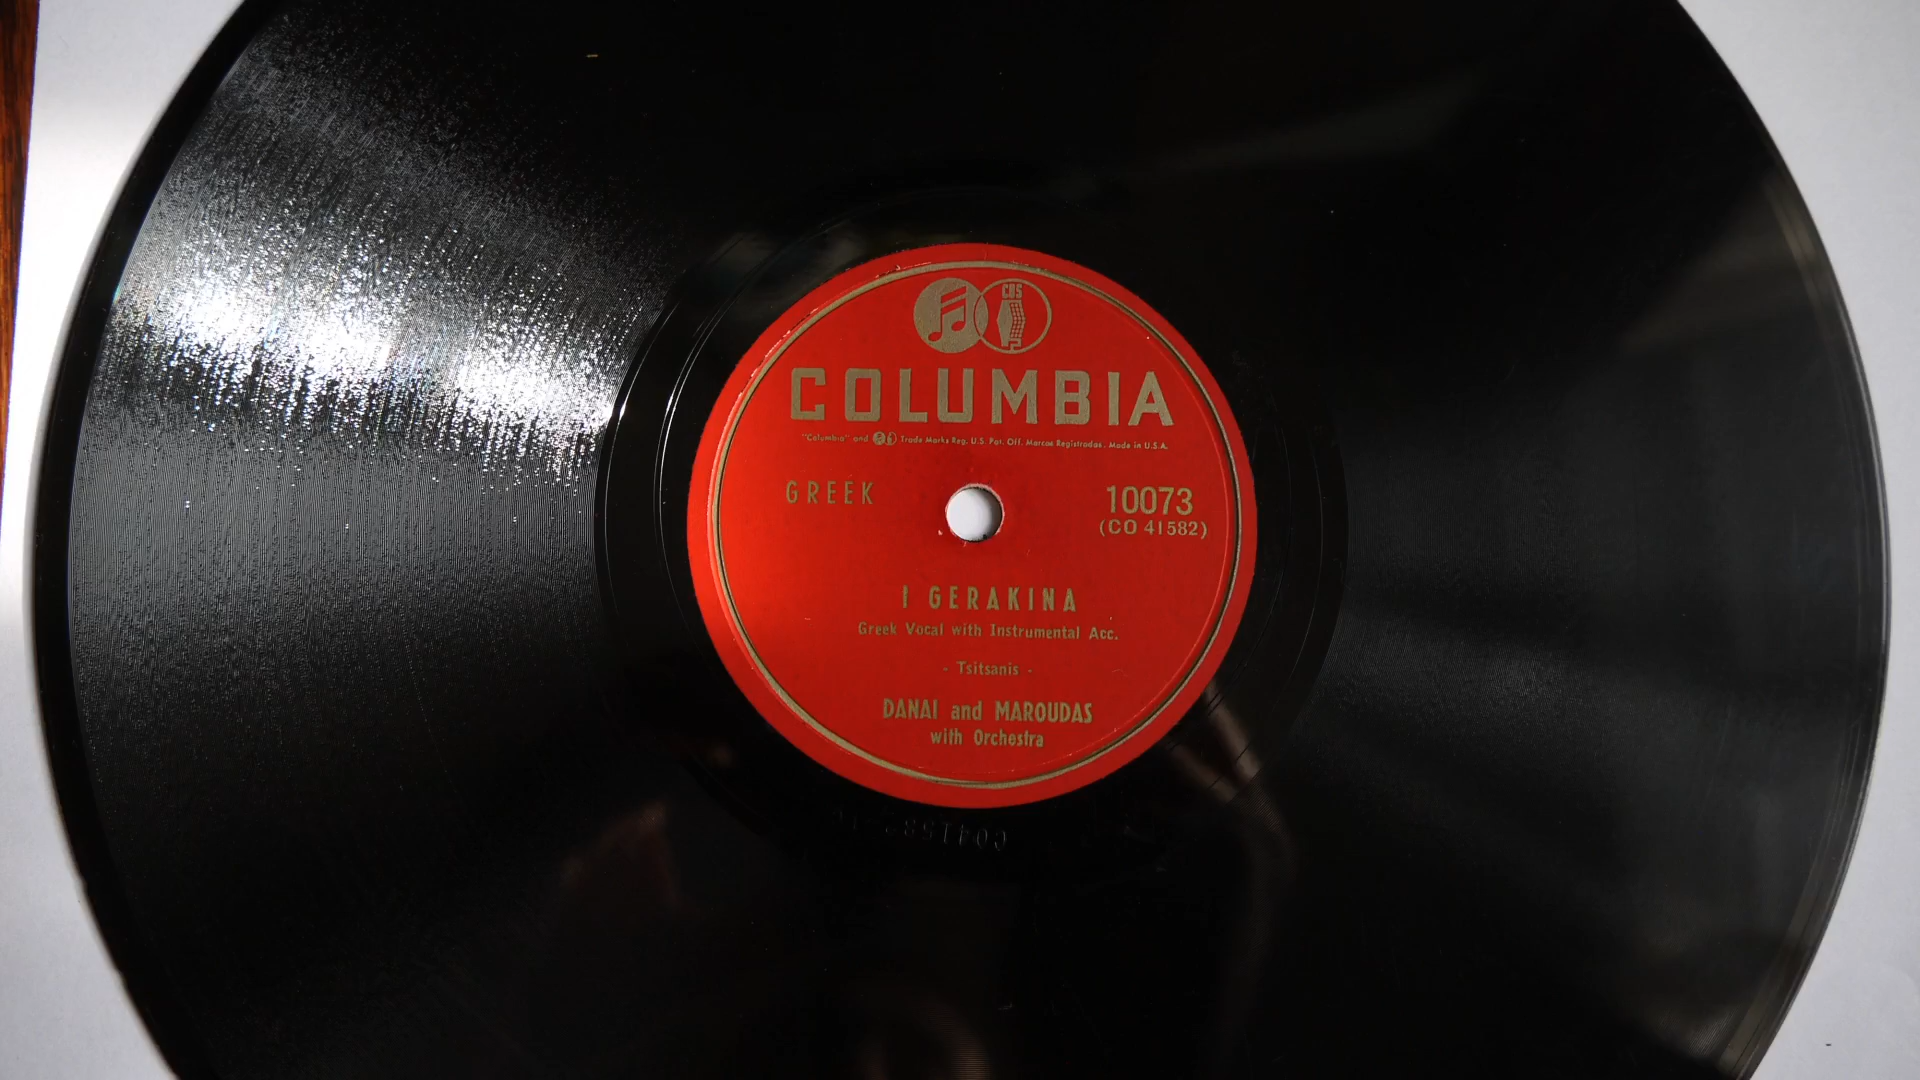 CBS
COLUMBIA
"Columbia" and Trade Marks Reg. U.S. Pat. Off. Marcas Registradas. Made in U.S.A.
GREEK
10073
(CO 41582)
I GERAKINA
Greek Vocal with Instrumental Acc.
- Tsitsanis -
DANAI and MAROUDAS
with Orchestra